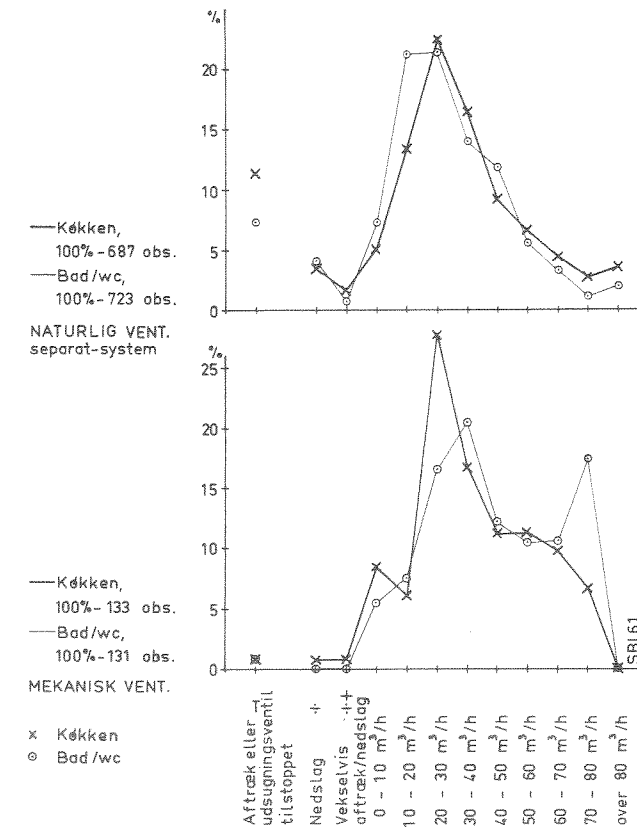 %
20
15
10
5
0
Køkken,
100%-687 obs.
Bad/wc,
100%-723 obs.
NATURLIG VENT.
separat-system
%
25
20
15
10
5
0
Køkken,
100%-133 obs.
Bad/wc,
100%-131 obs.
MEKANISK VENT.
x Køkken
⊙ Bad/wc
Aftræk eller
udsugningsventil
tilstoppet
Nedslag
Vekselvis
aftræk/nedslag
0 - 10 m³/h
10 - 20 m³/h
20 - 30 m³/h
30 - 40 m³/h
40 - 50 m³/h
50 - 60 m³/h
60 - 70 m³/h
70 - 80 m³/h
over 80 m³/h
SBI 61